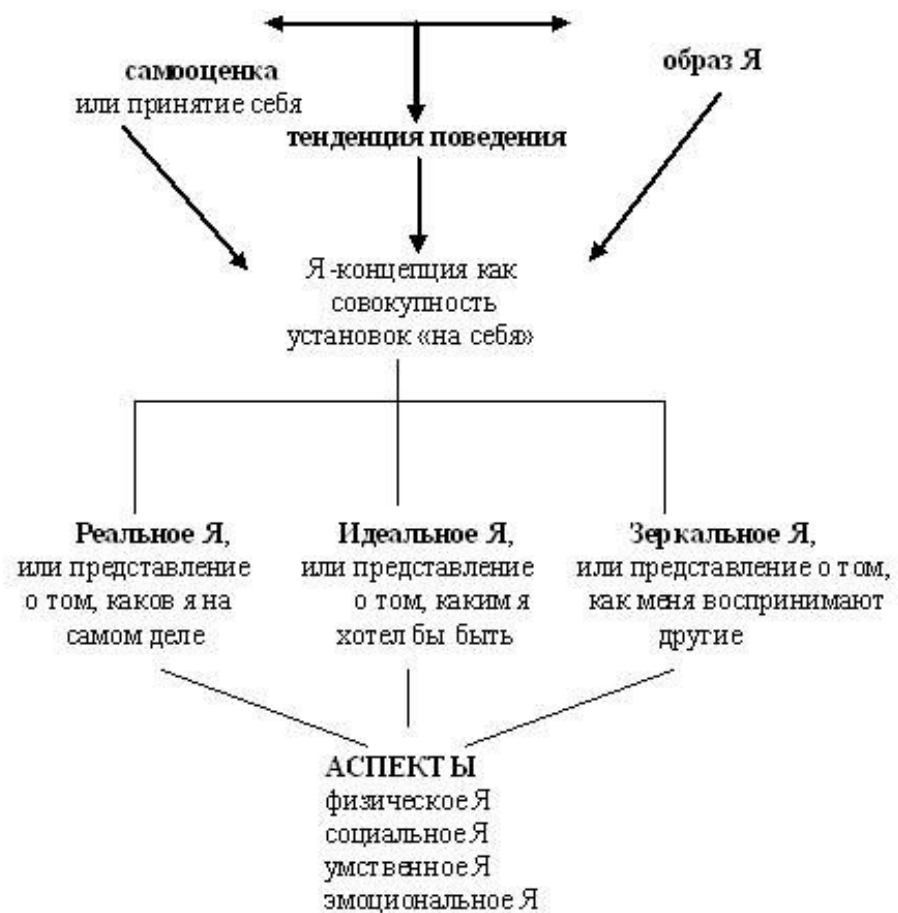 самооценка
или принятие себя
образ Я
тенденция поведения
Я-концепция как
совокупность
установок «на себя»
Реальное Я,
или представление
о том, каков я на
самом деле
Идеальное Я,
или представление
о том, каким я
хотел бы быть
Зеркальное Я,
или представление о том,
как меня воспринимают
другие
АСПЕКТЫ
физическое Я
социальное Я
умственное Я
эмоциональное Я